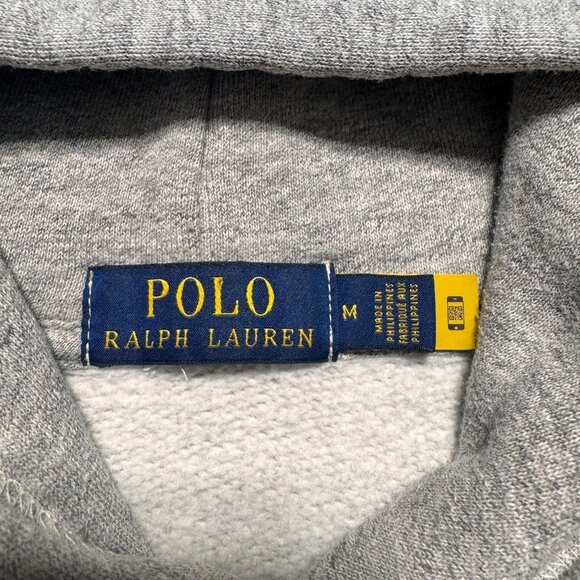 POLO
RALPH LAUREN
M
MADE IN
PHILIPPINES
FABRIQUÉ AUX
PHILIPPINES